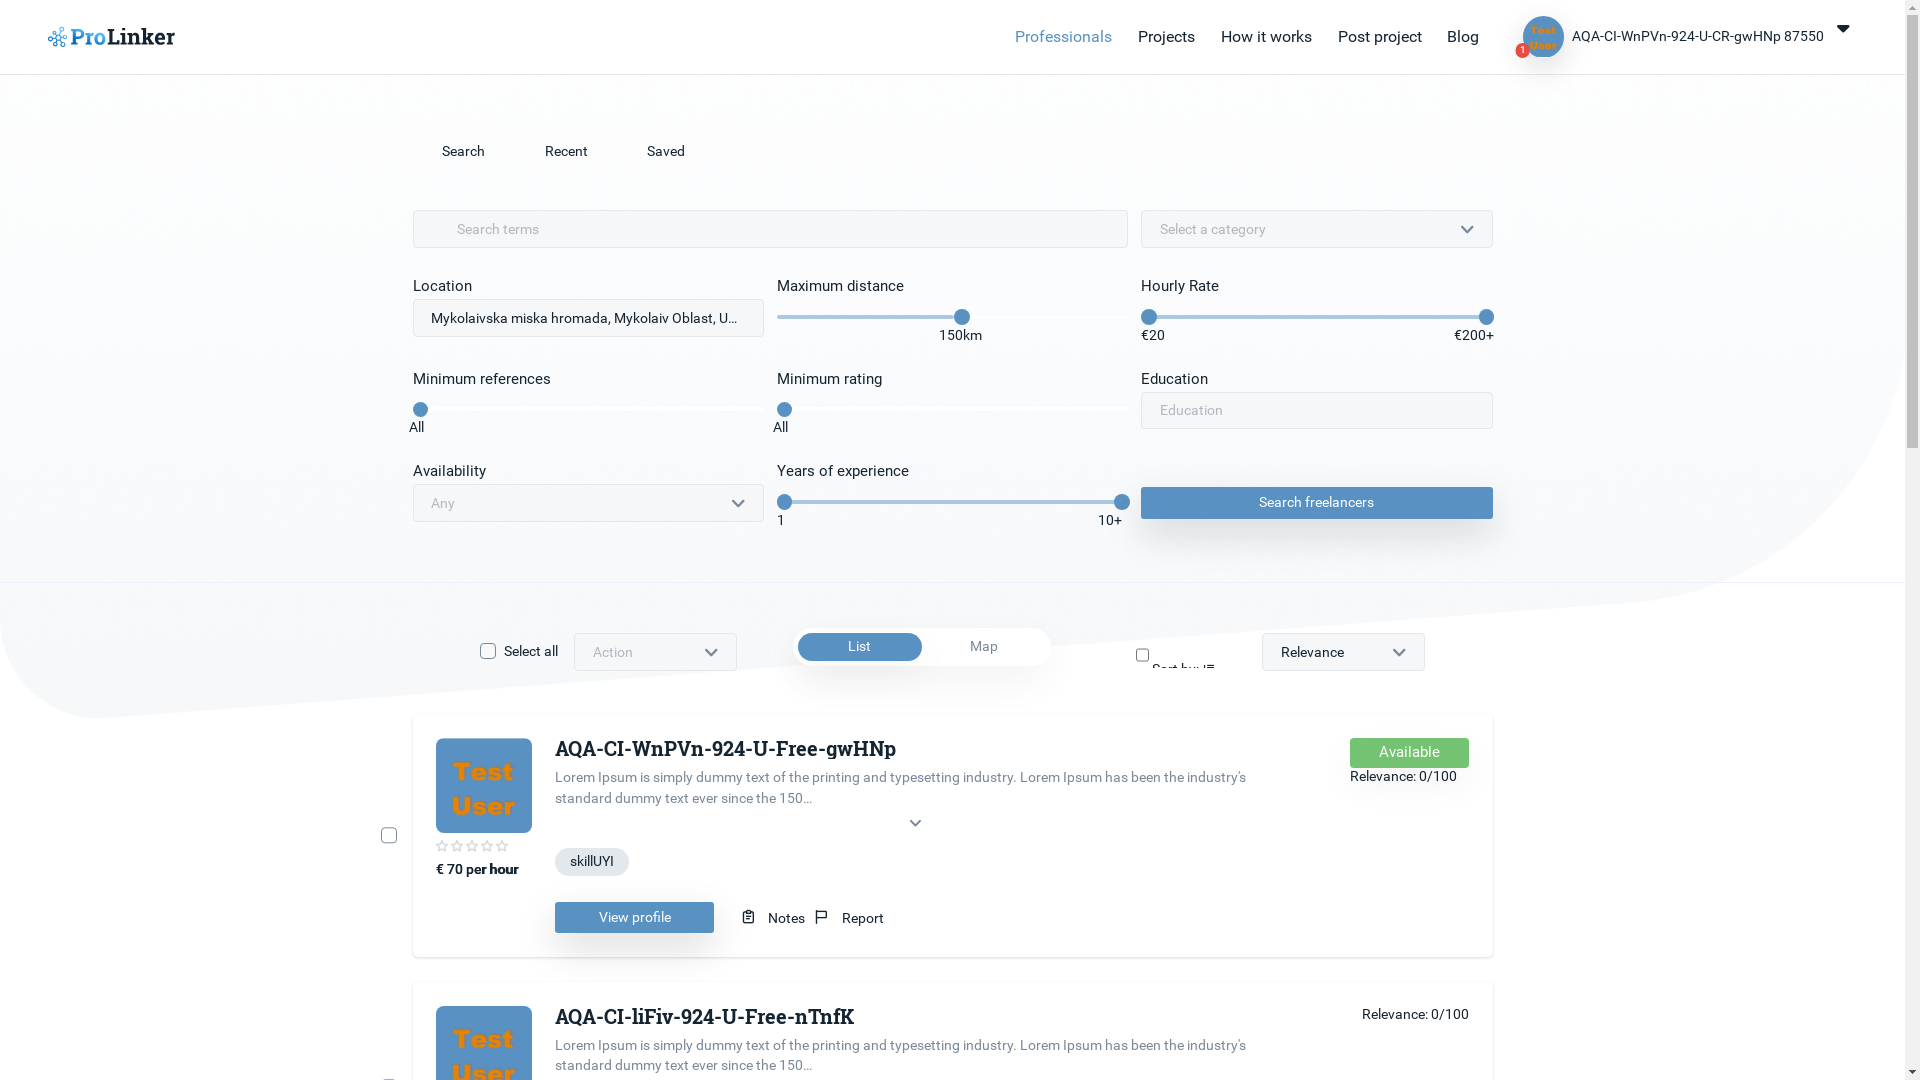 ProLinker
Professionals Projects How it works Post project Blog
Test User
1
AQA-CI-WnPVn-924-U-CR-gwHNp 87550
Search Recent Saved
Search terms
Select a category
Location Maximum distance Hourly Rate
Mykolaivska miska hromada, Mykolaiv Oblast, U...
150km €20 €200+
Minimum references Minimum rating Education
Education
All All
Availability Years of experience
Any
Search freelancers
1 10+
Select all Action List Map Relevance
AQA-CI-WnPVn-924-U-Free-gwHNp
Available
Relevance: 0/100
Lorem Ipsum is simply dummy text of the printing and typesetting industry. Lorem Ipsum has been the industry's
standard dummy text ever since the 150...
Test
User
€ 70 per hour
skillUYI
View profile Notes Report
AQA-CI-liFiv-924-U-Free-nTnfK
Relevance: 0/100
Lorem Ipsum is simply dummy text of the printing and typesetting industry. Lorem Ipsum has been the industry's
standard dummy text ever since the 150...
Test
User